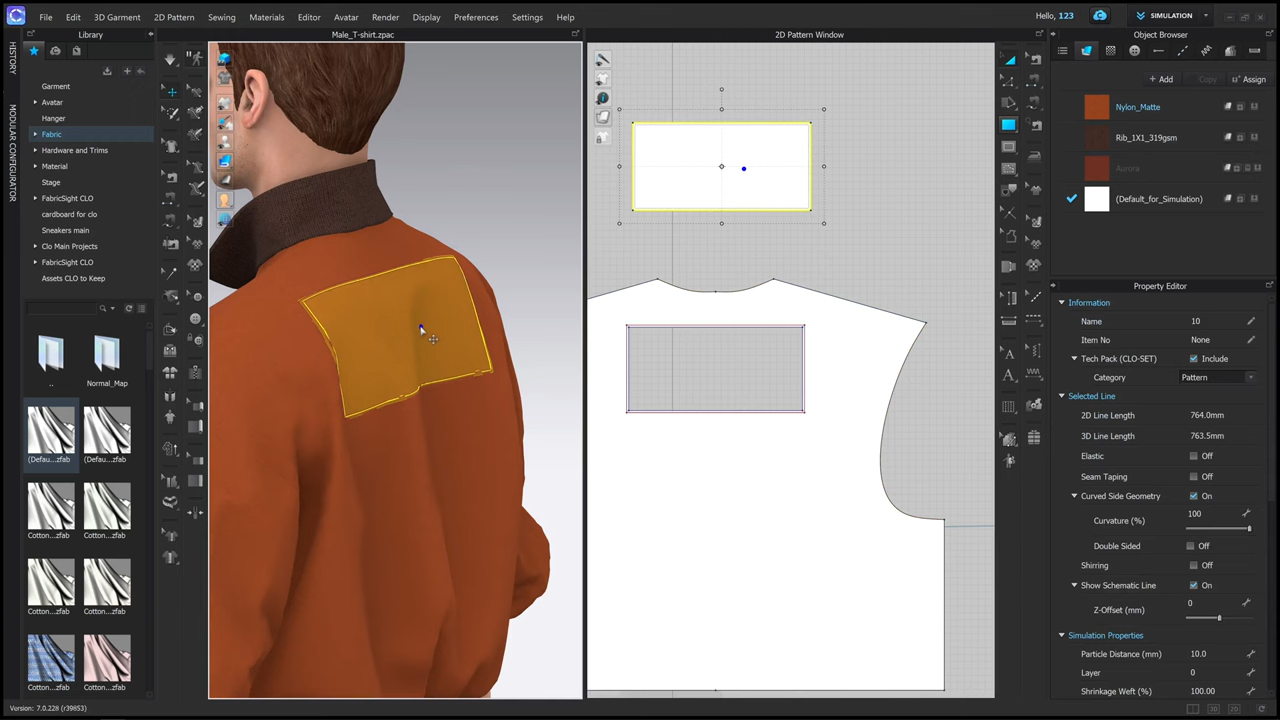 File Edit 3D Garment 2D Pattern Sewing Materials Editor Avatar Render Display Preferences Settings Help
Hello, 123 SIMULATION
Library
Male_T-shirt.zpac
2D Pattern Window
Object Browser
HISTORY
MODULAR CONFIGURATOR
Garment
Avatar
Hanger
Fabric
Hardware and Trims
Material
Stage
FabricSight CLO
cardboard for clo
Sneakers main
Clo Main Projects
FabricSight CLO
Assets CLO to Keep
..
Normal_Map
(Defau...zfab
(Defau...zfab
Cotton...zfab
Cotton...zfab
Cotton...zfab
Cotton...zfab
Cotton...zfab
Cotton...zfab
Version: 7.0.228 (r39853)
Add Copy Assign
Nylon_Matte
Rib_1X1_319gsm
Aurora
(Default_for_Simulation)
Property Editor
Information
Name 10
Item No None
Tech Pack (CLO-SET) Include
Category Pattern
Selected Line
2D Line Length 764.0mm
3D Line Length 763.5mm
Elastic Off
Seam Taping Off
Curved Side Geometry On
Curvature (%) 100
Double Sided Off
Shirring Off
Show Schematic Line On
Z-Offset (mm) 0
Simulation Properties
Particle Distance (mm) 10.0
Layer 0
Shrinkage Weft (%) 100.00
3D 2D